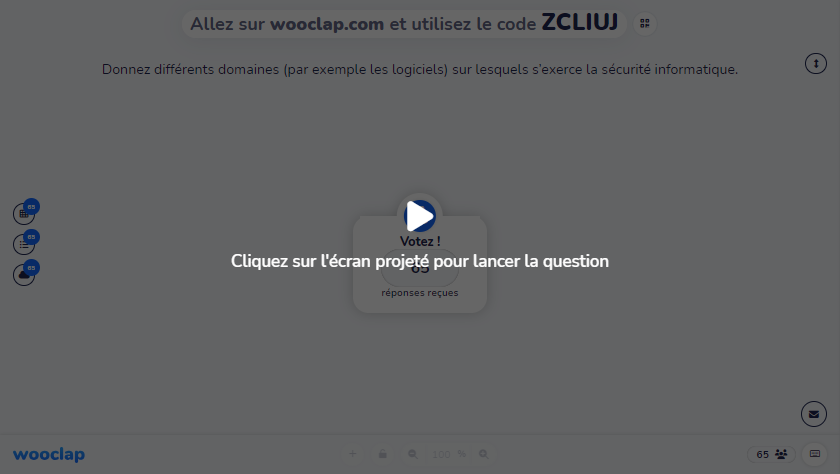 Allez sur wooclap.com et utilisez le code ZCLIUJ
Donnez différents domaines (par exemple les logiciels) sur lesquels s'exerce la sécurité informatique.
65
65
65
Votez !
65
Cliquez sur l'écran projeté pour lancer la question
réponses reçues
wooclap
100 %
65